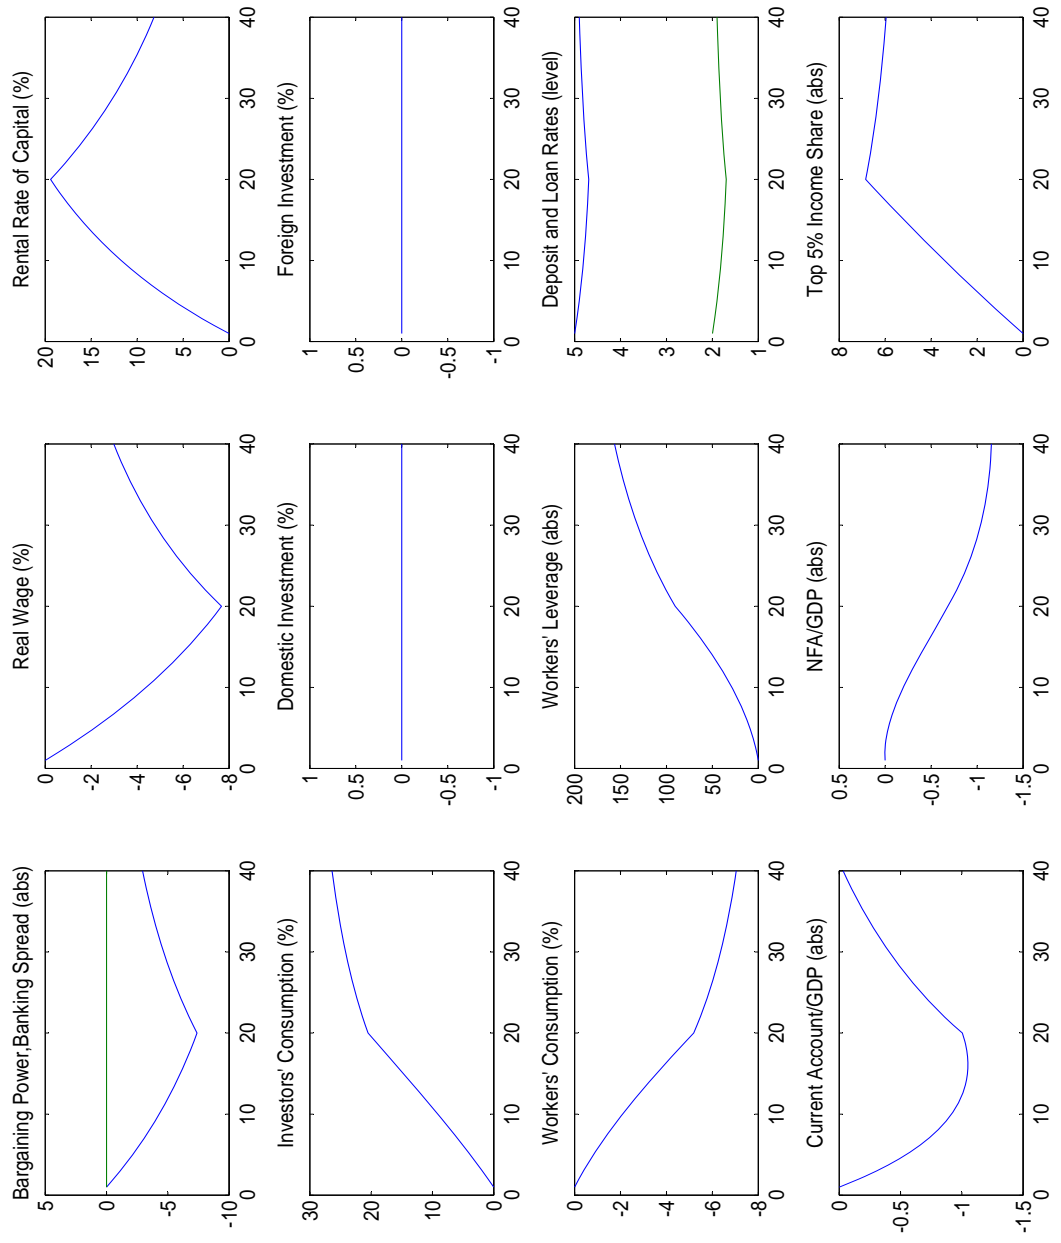 Bargaining Power,Banking Spread (abs)
5
0
-5
-10
0 10 20 30 40
Real Wage (%)
0
-2
-4
-6
-8
0 10 20 30 40
Rental Rate of Capital (%)
20
15
10
5
0
0 10 20 30 40
Investors' Consumption (%)
30
20
10
0
0 10 20 30 40
Domestic Investment (%)
1
0.5
0
-0.5
-1
0 10 20 30 40
Foreign Investment (%)
1
0.5
0
-0.5
-1
0 10 20 30 40
Workers' Consumption (%)
0
-2
-4
-6
-8
0 10 20 30 40
Workers' Leverage (abs)
200
150
100
50
0
0 10 20 30 40
Deposit and Loan Rates (level)
5
4
3
2
1
0 10 20 30 40
Current Account/GDP (abs)
0
-0.5
-1
-1.5
0 10 20 30 40
NFA/GDP (abs)
0.5
0
-0.5
-1
-1.5
0 10 20 30 40
Top 5% Income Share (abs)
8
6
4
2
0
0 10 20 30 40